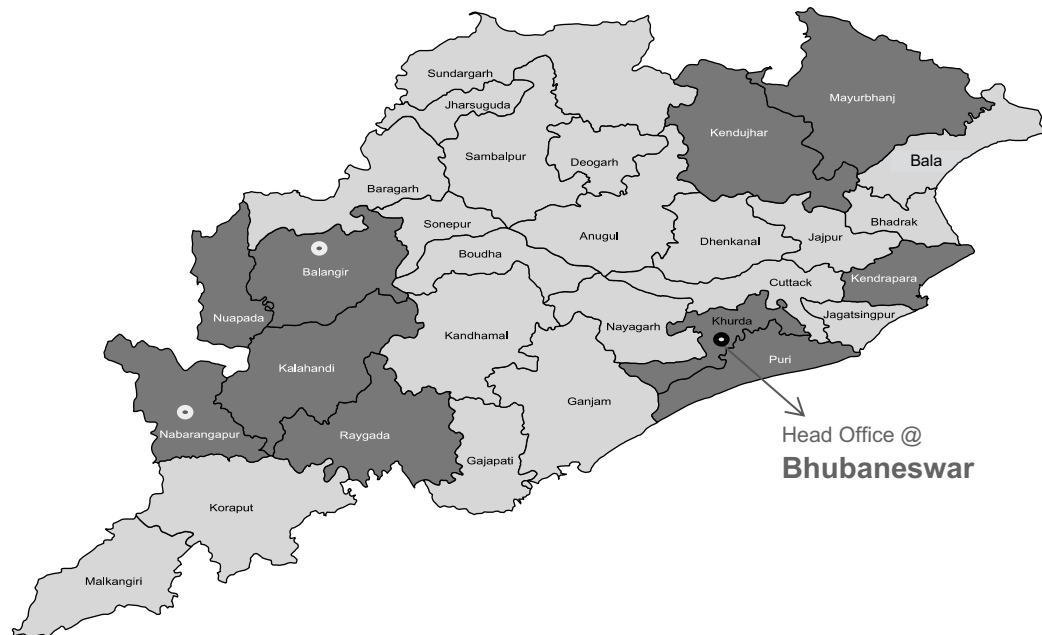 Sundargarh
Mayurbhanj
Jharsuguda
Kendujhar
Sambalpur
Deogarh
Bala
Baragarh
Sonepur
Bhadrak
Anugul
Dhenkanal
Jajpur
Boudha
Balangir
Kendrapara
Cuttack
Nuapada
Jagatsingpur
Khurda
Nayagarh
Kandhamal
Puri
Kalahandi
Ganjam
Nabarangapur
Raygada
Head Office @
Bhubaneswar
Gajapati
Koraput
Malkangiri